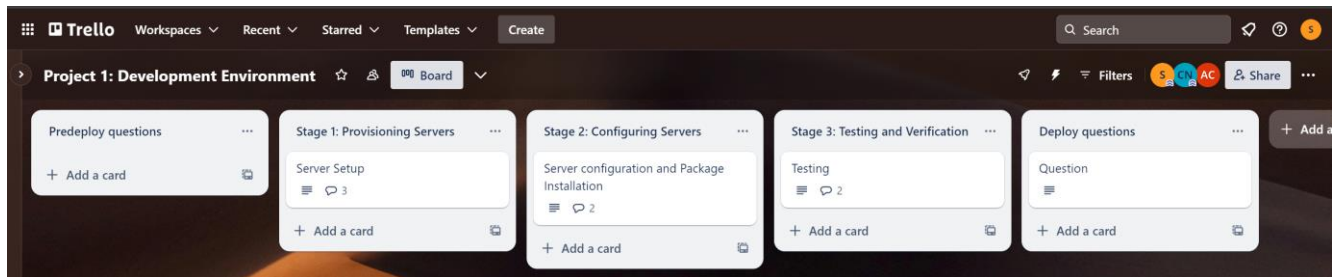 Trello Workspaces Recent Starred Templates Create Search S
Project 1: Development Environment Board Filters S CN AC Share
Predeploy questions
+ Add a card
Stage 1: Provisioning Servers
Server Setup
3
+ Add a card
Stage 2: Configuring Servers
Server configuration and Package
Installation
2
+ Add a card
Stage 3: Testing and Verification
Testing
2
+ Add a card
Deploy questions
Question
+ Add a card
+ Add a